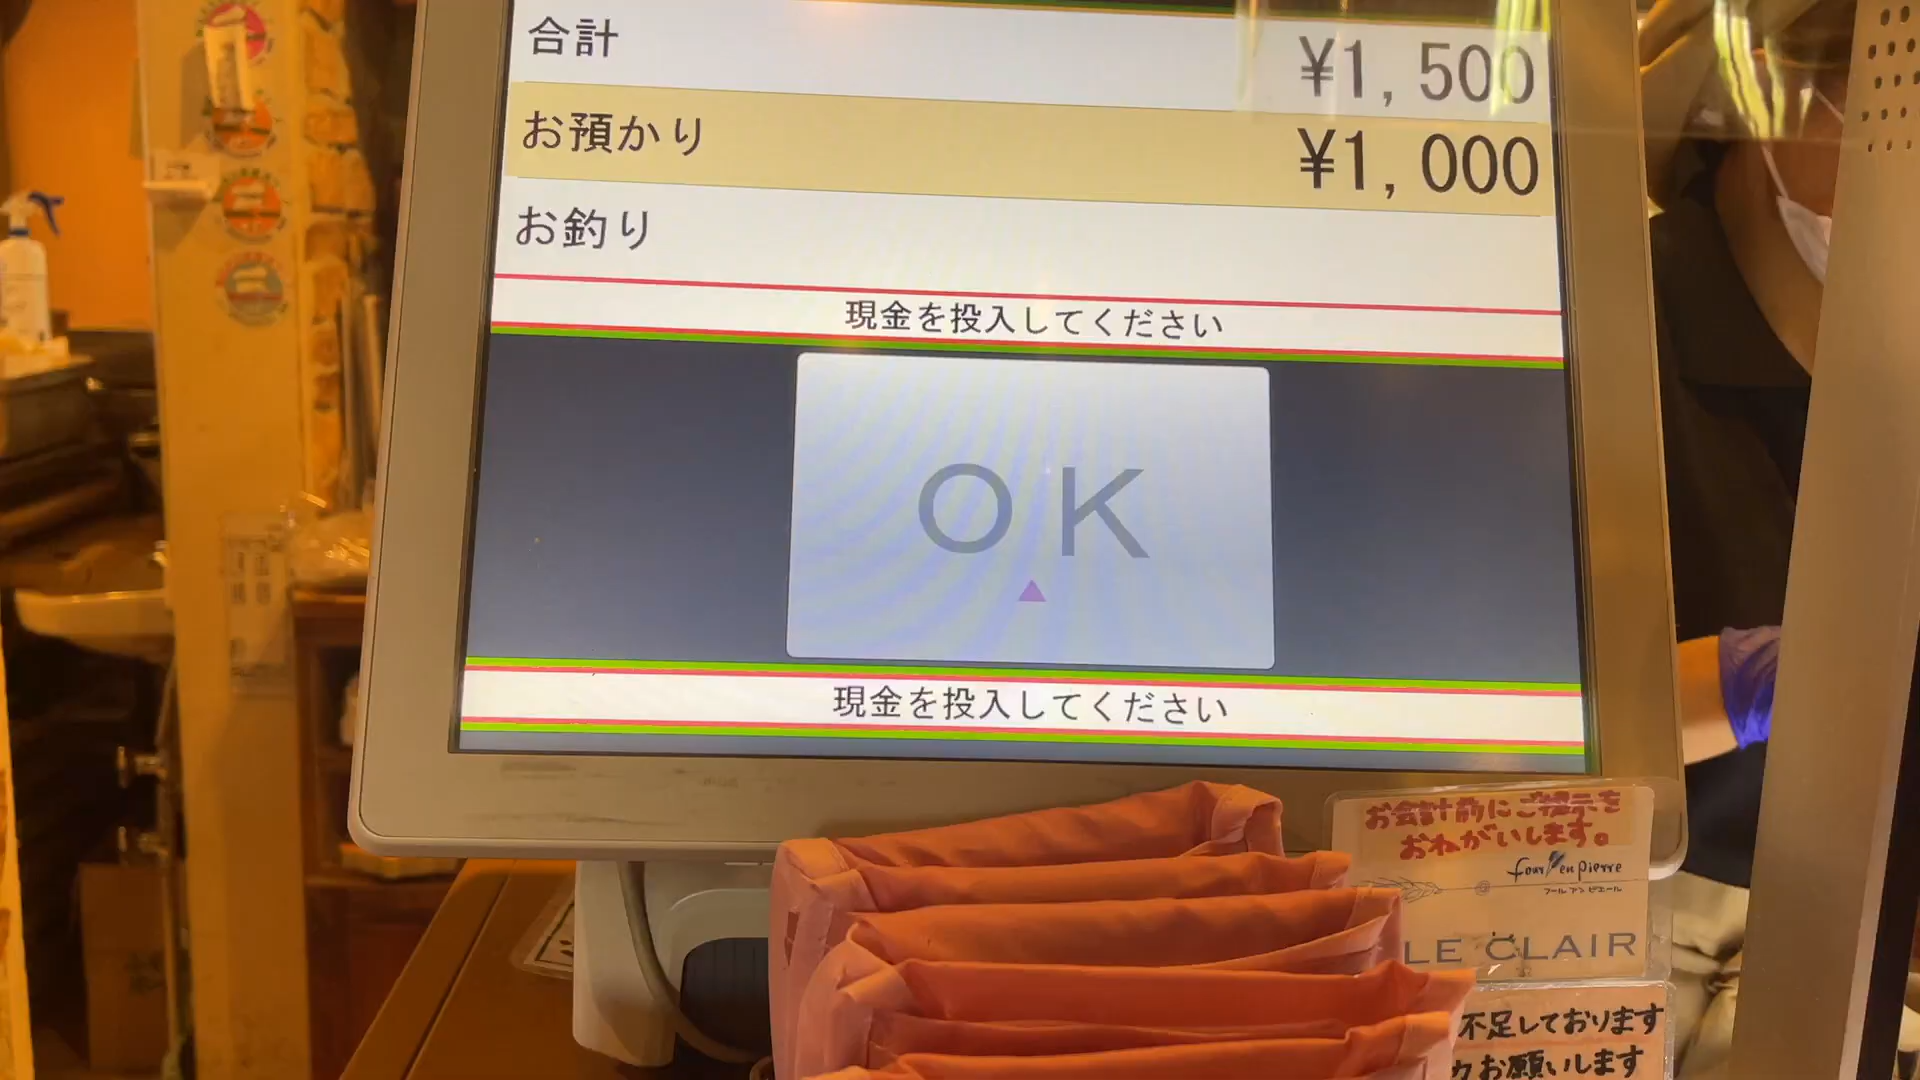 合計 ¥1,500
お預かり ¥1,000
お釣り
現金を投入してください
OK
現金を投入してください
お会計前にご提示を
おねがいします。
four en pierre
フール アン ピエール
LE CLAIR
不足しております
お願いします